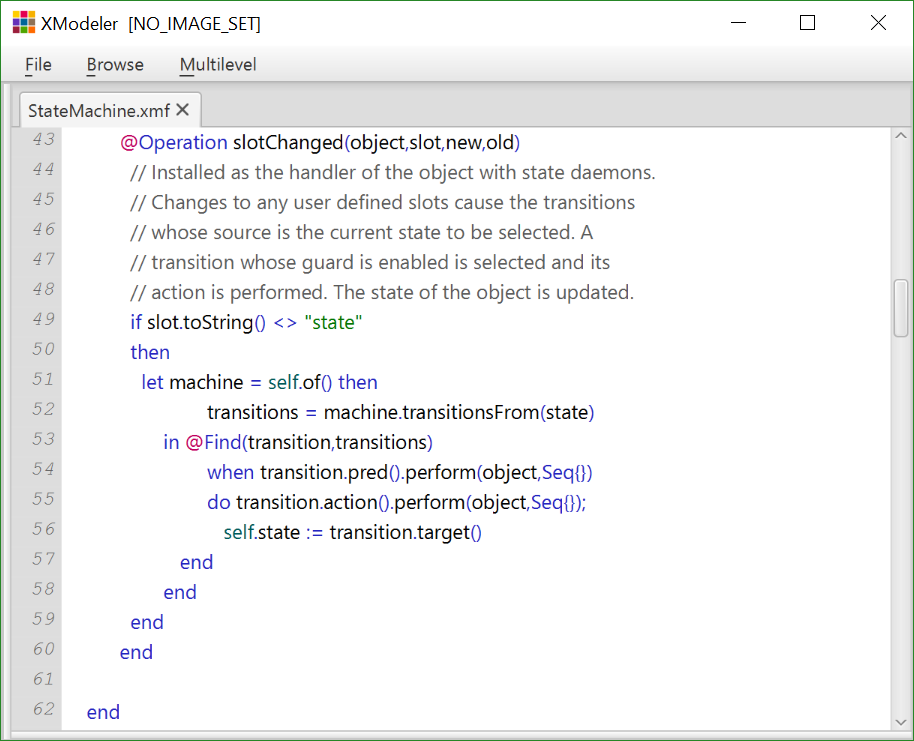 XModeler [NO_IMAGE_SET]
File Browse Multilevel
StateMachine.xmf
43 @Operation slotChanged(object,slot,new,old)
44 // Installed as the handler of the object with state daemons.
45 // Changes to any user defined slots cause the transitions
46 // whose source is the current state to be selected. A
47 // transition whose guard is enabled is selected and its
48 // action is performed. The state of the object is updated.
49 if slot.toString() <> "state"
50 then
51 let machine = self.of() then
52 transitions = machine.transitionsFrom(state)
53 in @Find(transition,transitions)
54 when transition.pred().perform(object,Seq{})
55 do transition.action().perform(object,Seq{});
56 self.state := transition.target()
57 end
58 end
59 end
60 end
61
62 end